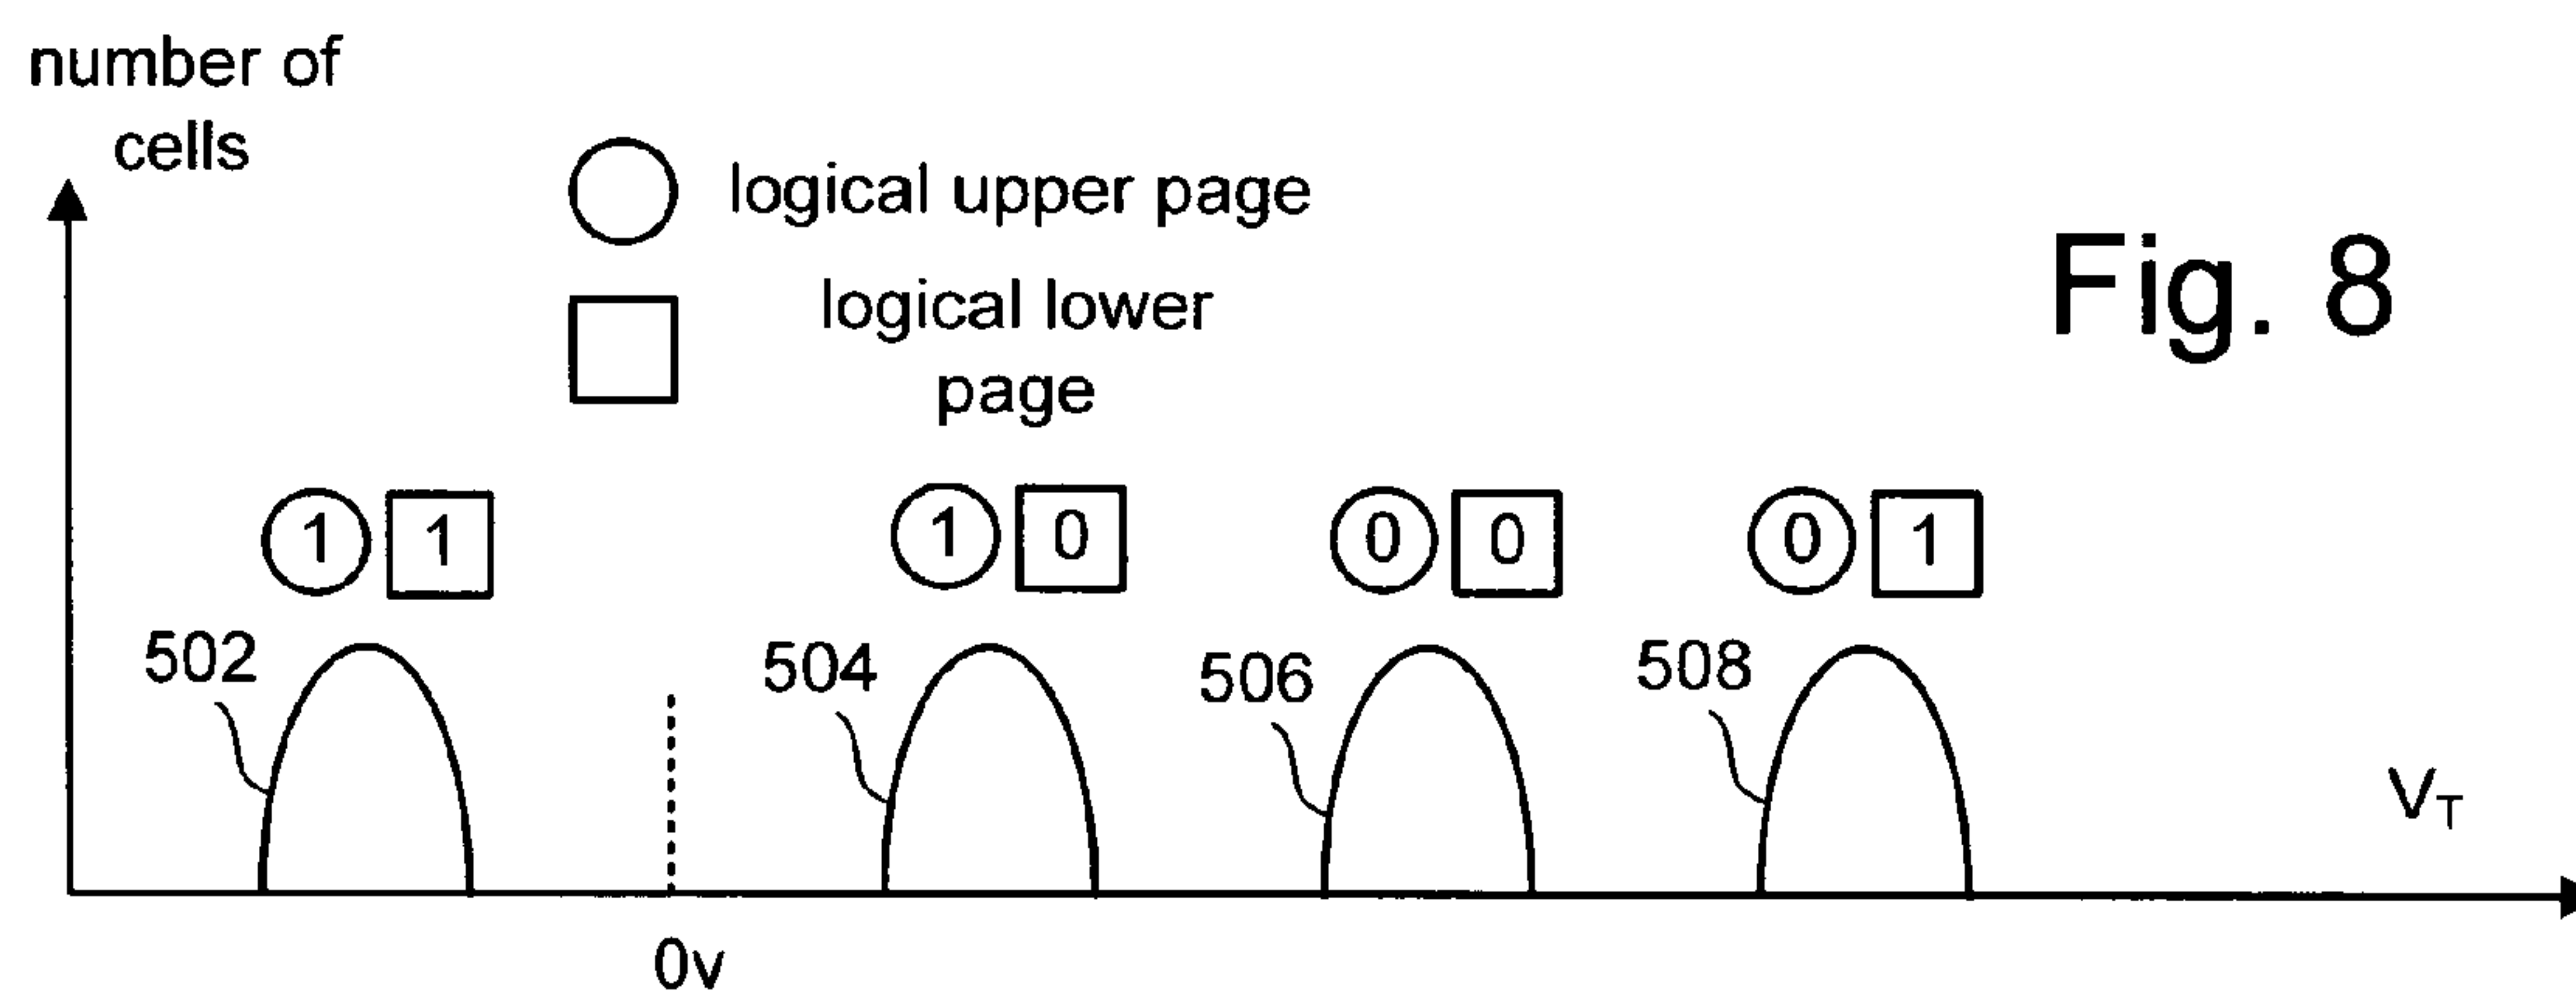 number of
cells
logical upper page
logical lower
page
Fig. 8
1 1
1 0
0 0
0 1
502
504
506
508
V_T
0v